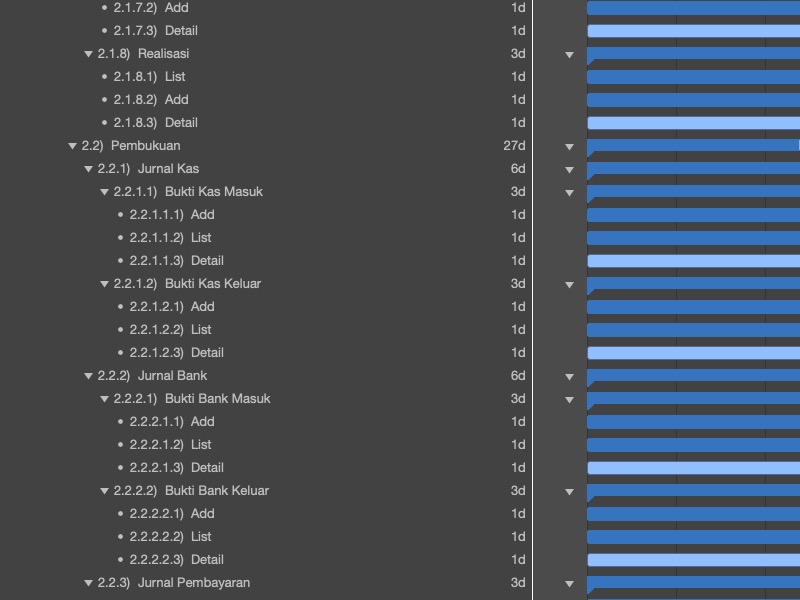 2.1.7.2) Add 1d
2.1.7.3) Detail 1d
2.1.8) Realisasi 3d
2.1.8.1) List 1d
2.1.8.2) Add 1d
2.1.8.3) Detail 1d
2.2) Pembukuan 27d
2.2.1) Jurnal Kas 6d
2.2.1.1) Bukti Kas Masuk 3d
2.2.1.1.1) Add 1d
2.2.1.1.2) List 1d
2.2.1.1.3) Detail 1d
2.2.1.2) Bukti Kas Keluar 3d
2.2.1.2.1) Add 1d
2.2.1.2.2) List 1d
2.2.1.2.3) Detail 1d
2.2.2) Jurnal Bank 6d
2.2.2.1) Bukti Bank Masuk 3d
2.2.2.1.1) Add 1d
2.2.2.1.2) List 1d
2.2.2.1.3) Detail 1d
2.2.2.2) Bukti Bank Keluar 3d
2.2.2.2.1) Add 1d
2.2.2.2.2) List 1d
2.2.2.2.3) Detail 1d
2.2.3) Jurnal Pembayaran 3d